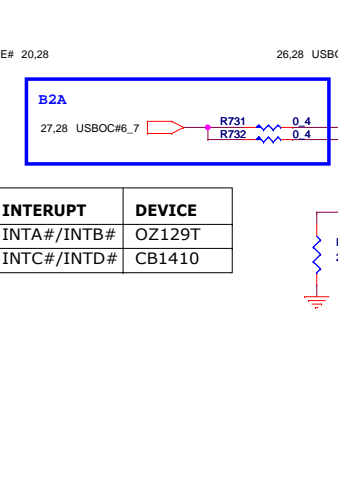 E# 20,28
26,28 USBO
B2A
27,28 USBOC#6_7
R731 0_4
R732 0_4
INTERUPT DEVICE
INTA#/INTB# OZ129T
INTC#/INTD# CB1410